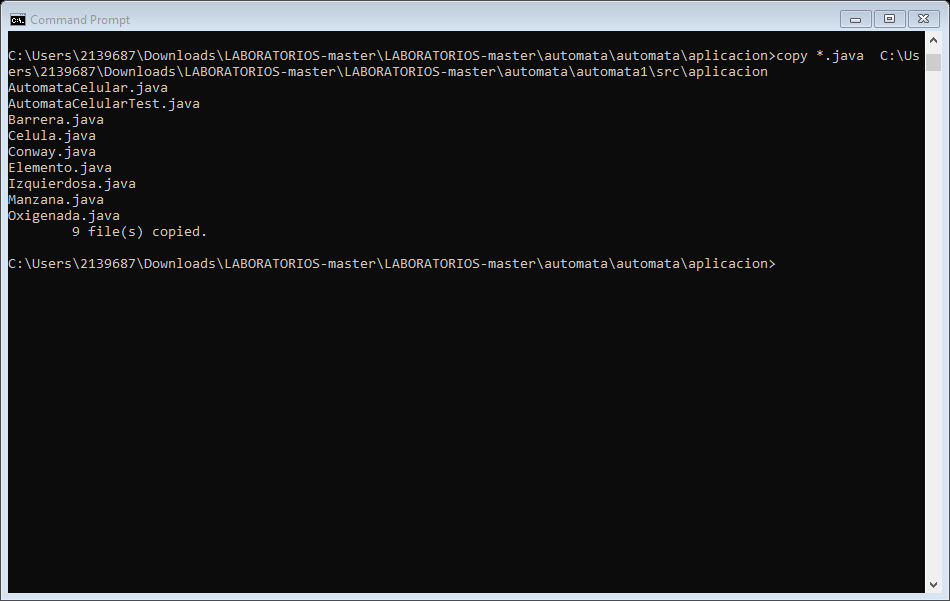 Command Prompt
C:\Users\2139687\Downloads\LABORATORIOS-master\LABORATORIOS-master\automata\automata\aplicacion>copy *.java  C:\Us
ers\2139687\Downloads\LABORATORIOS-master\LABORATORIOS-master\automata\automata1\src\aplicacion
AutomataCelular.java
AutomataCelularTest.java
Barrera.java
Celula.java
Conway.java
Elemento.java
Izquierdosa.java
Manzana.java
Oxigenada.java
        9 file(s) copied.
C:\Users\2139687\Downloads\LABORATORIOS-master\LABORATORIOS-master\automata\automata\aplicacion>